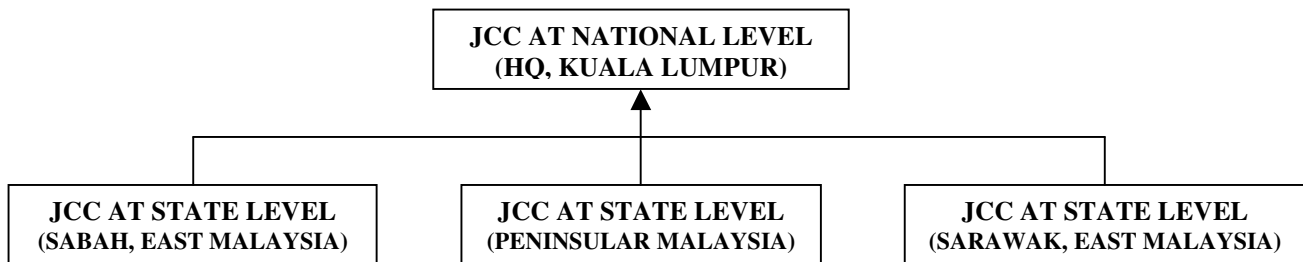 JCC AT NATIONAL LEVEL
(HQ, KUALA LUMPUR)
JCC AT STATE LEVEL
(SABAH, EAST MALAYSIA)
JCC AT STATE LEVEL
(PENINSULAR MALAYSIA)
JCC AT STATE LEVEL
(SARAWAK, EAST MALAYSIA)